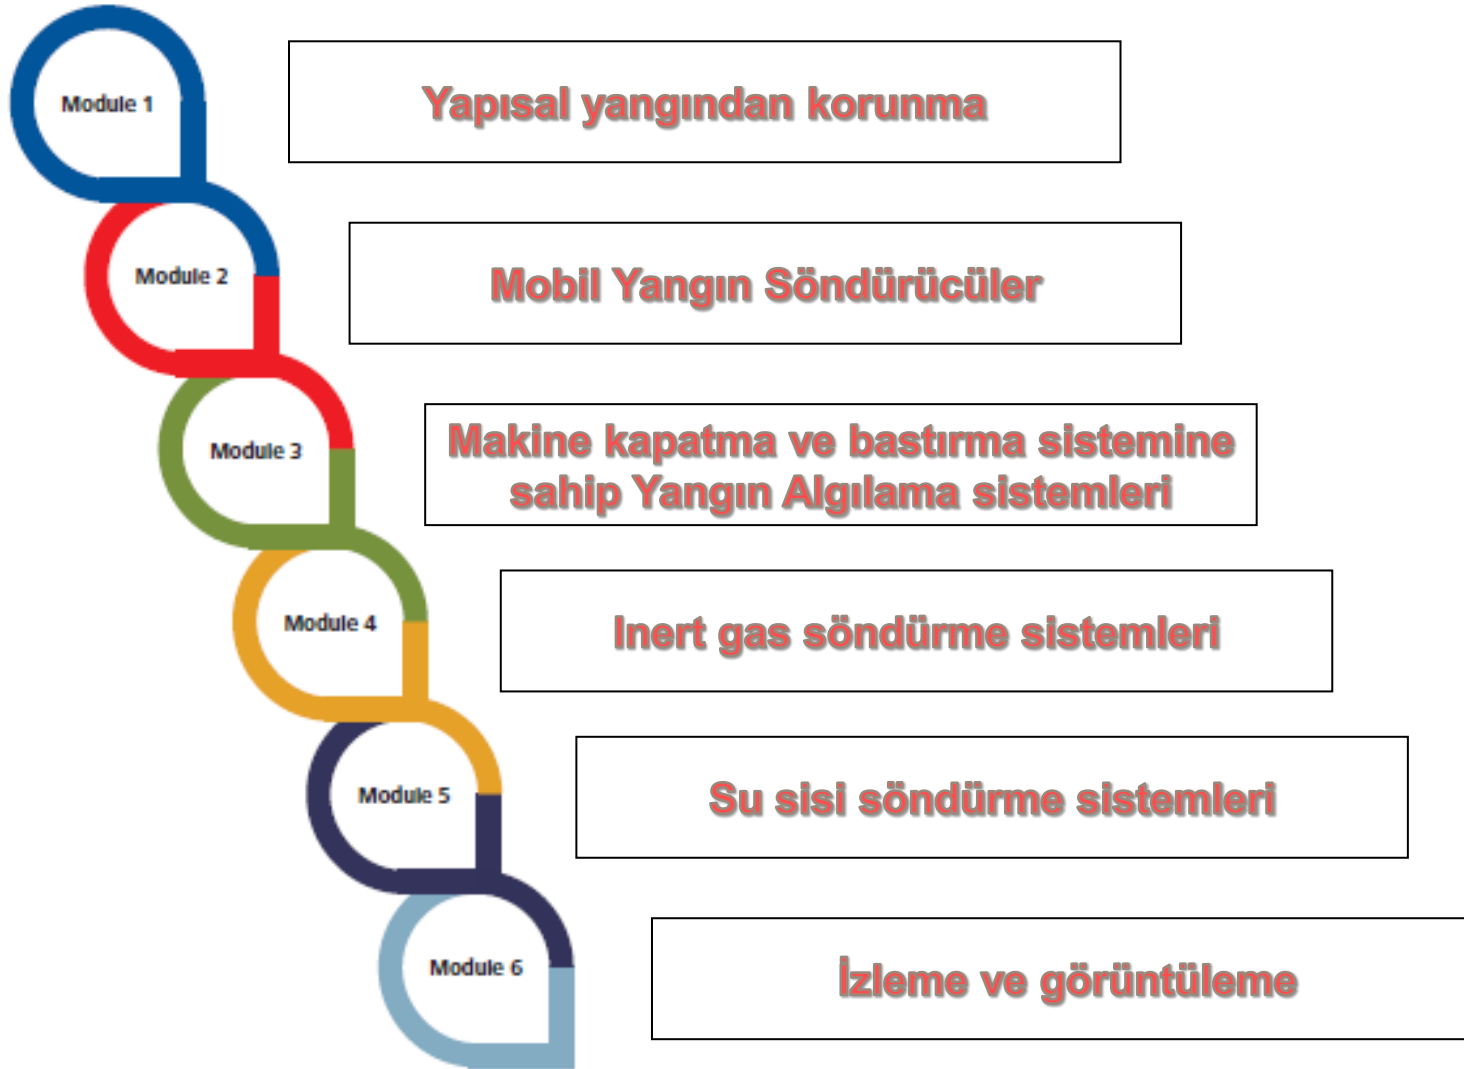 Module 1
Yapısal yangından korunma
Module 2
Mobil Yangın Söndürücüler
Module 3
Makine kapatma ve bastırma sistemine
sahip Yangın Algılama sistemleri
Module 4
Inert gas söndürme sistemleri
Module 5
Su sisi söndürme sistemleri
Module 6
İzleme ve görüntüleme